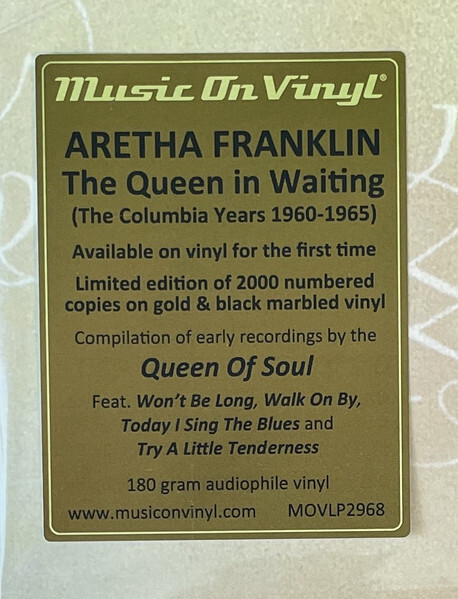 Music On Vinyl®
ARETHA FRANKLIN
The Queen in Waiting
(The Columbia Years 1960-1965)
Available on vinyl for the first time
Limited edition of 2000 numbered
copies on gold & black marbled vinyl
Compilation of early recordings by the
Queen Of Soul
Feat. Won't Be Long, Walk On By,
Today I Sing The Blues and
Try A Little Tenderness
180 gram audiophile vinyl
www.musiconvinyl.com MOVLP2968